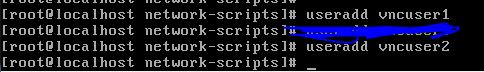 [root@localhost network-scripts]# useradd vncuser1
[root@localhost network-scripts]#
[root@localhost network-scripts]# useradd vncuser2
[root@localhost network-scripts]# _